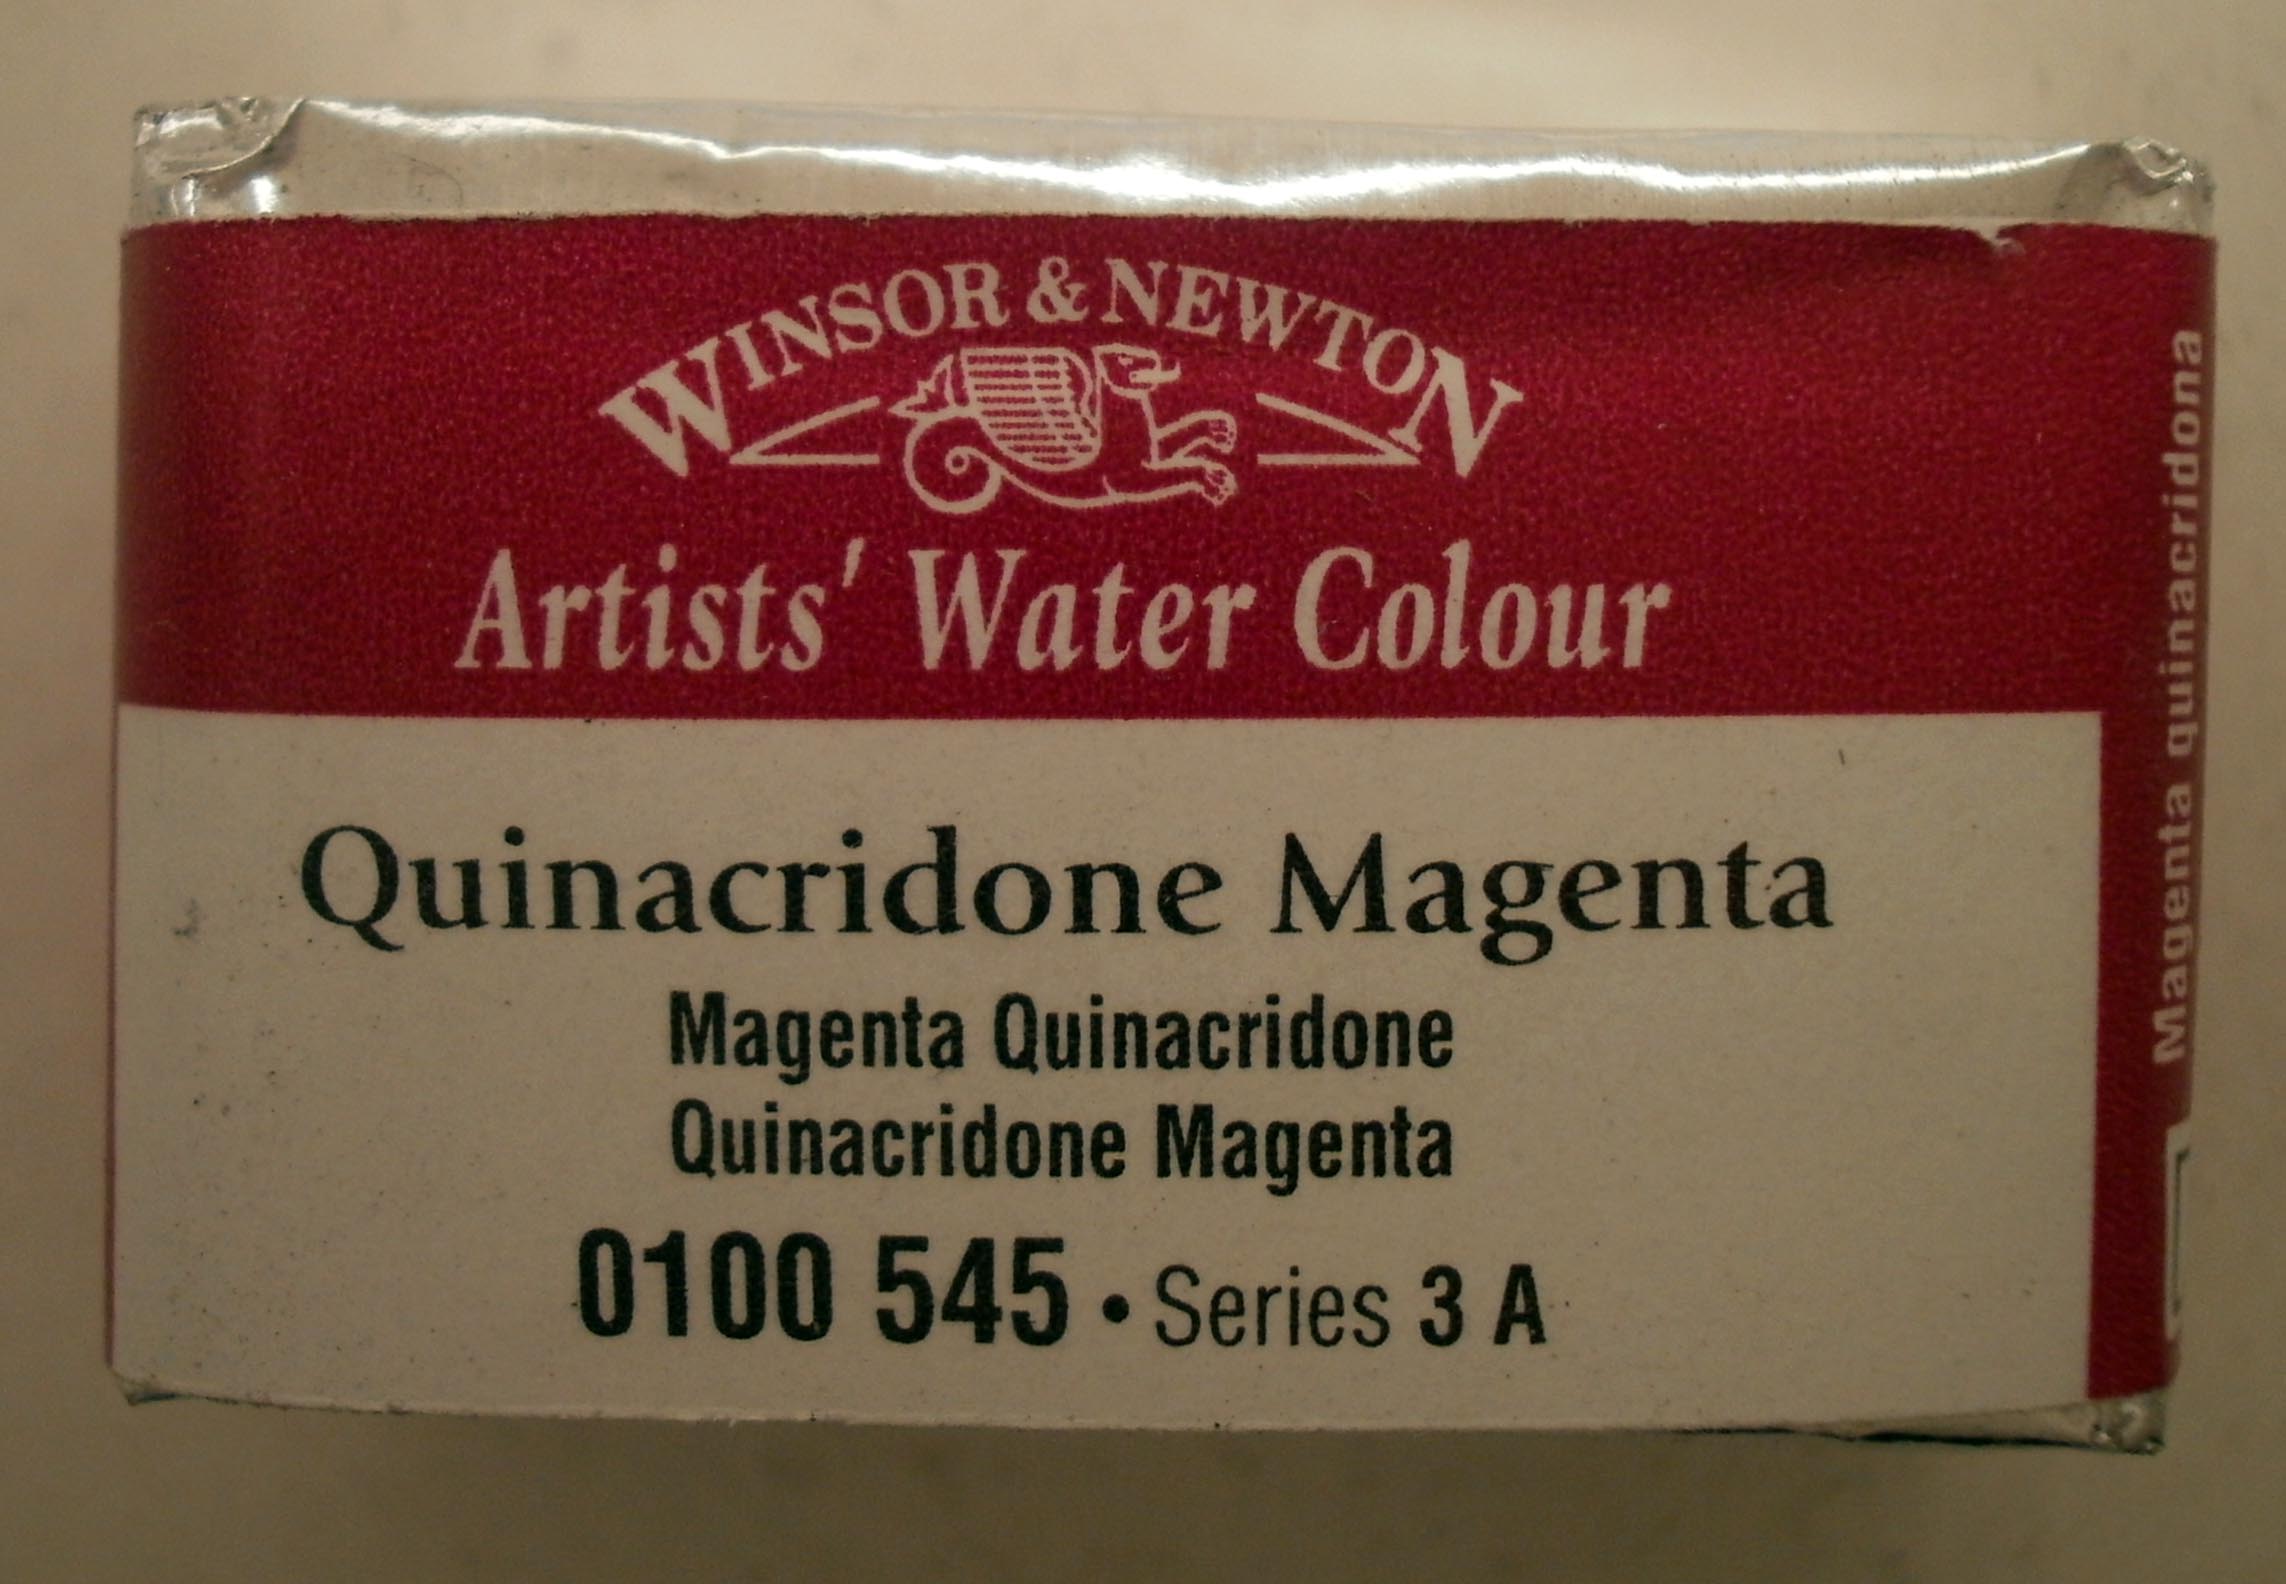 WINSOR & NEWTON
Artists' Water Colour
Quinacridone Magenta
Magenta Quinacridone
Quinacridone Magenta
0100 545 • Series 3 A
Magenta quinacridona